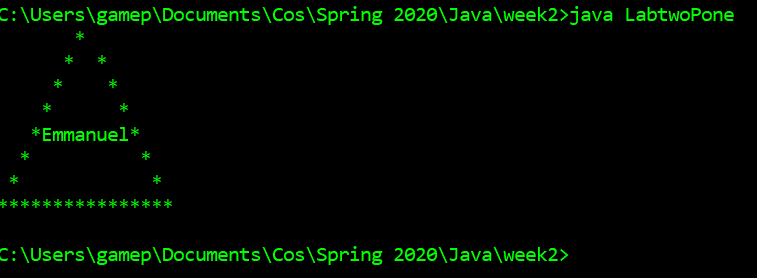 C:\Users\gamep\Documents\Cos\Spring 2020\Java\week2>java LabtwoPone
       *
      *  *
     *    *
    *      *
   *Emmanuel*
  *          *
 *            *
****************
C:\Users\gamep\Documents\Cos\Spring 2020\Java\week2>